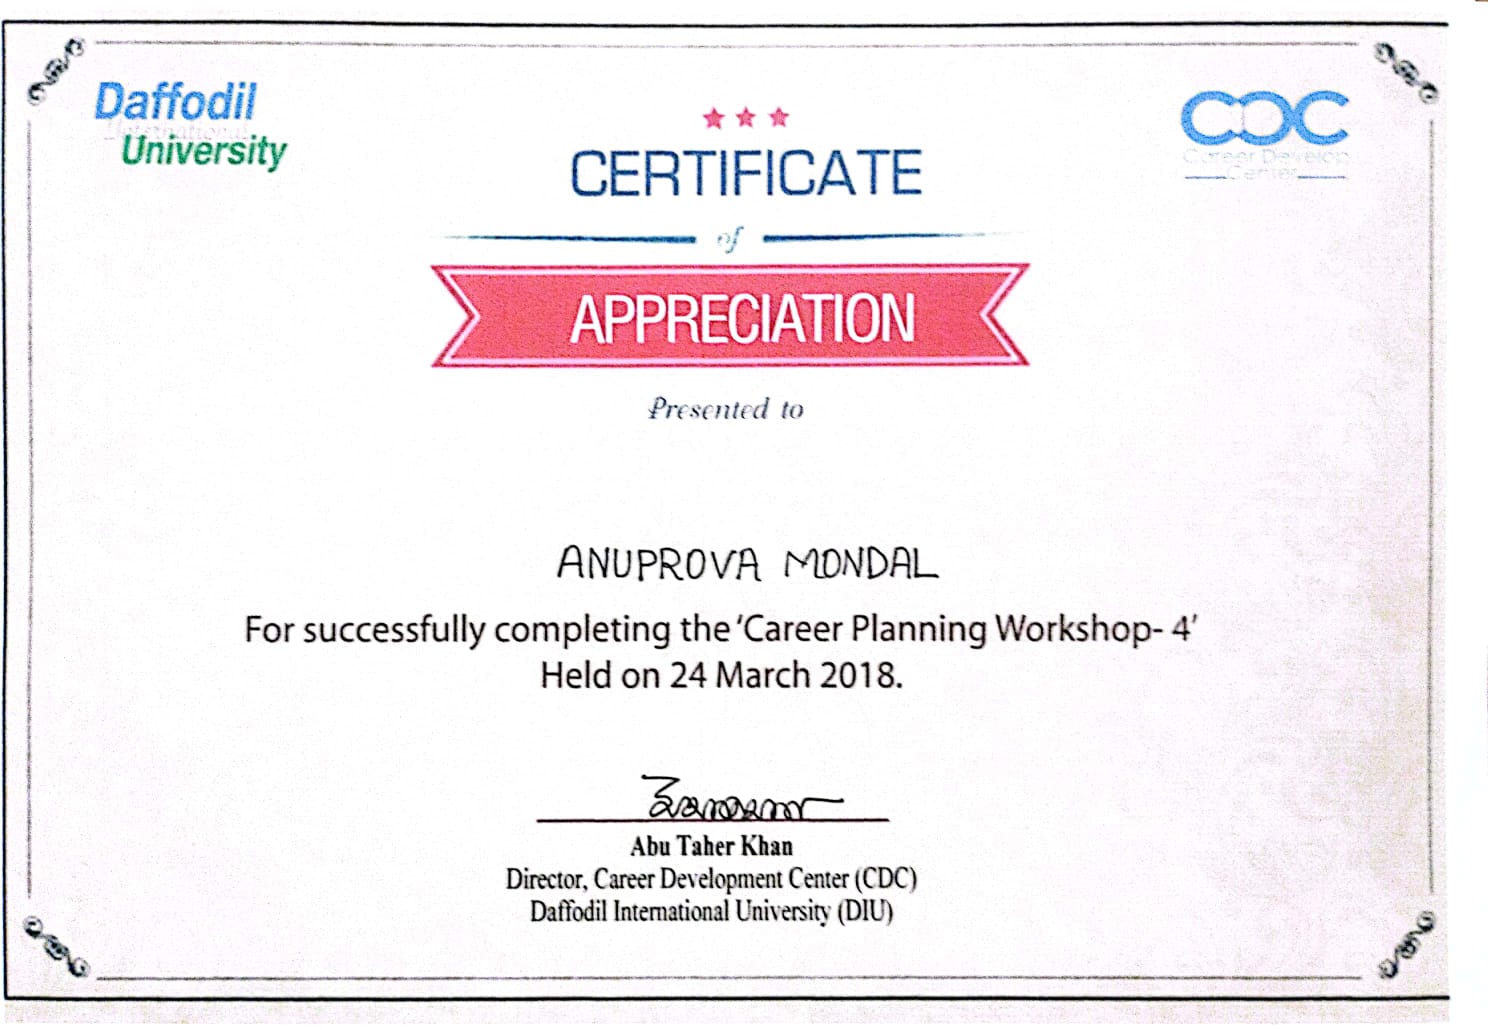 Daffodil
International
University
CDC
Career Develop
Center
CERTIFICATE
of
APPRECIATION
Presented to
ANUPROVA MONDAL
For successfully completing the 'Career Planning Workshop- 4'
Held on 24 March 2018.
Abu Taher Khan
Director, Career Development Center (CDC)
Daffodil International University (DIU)